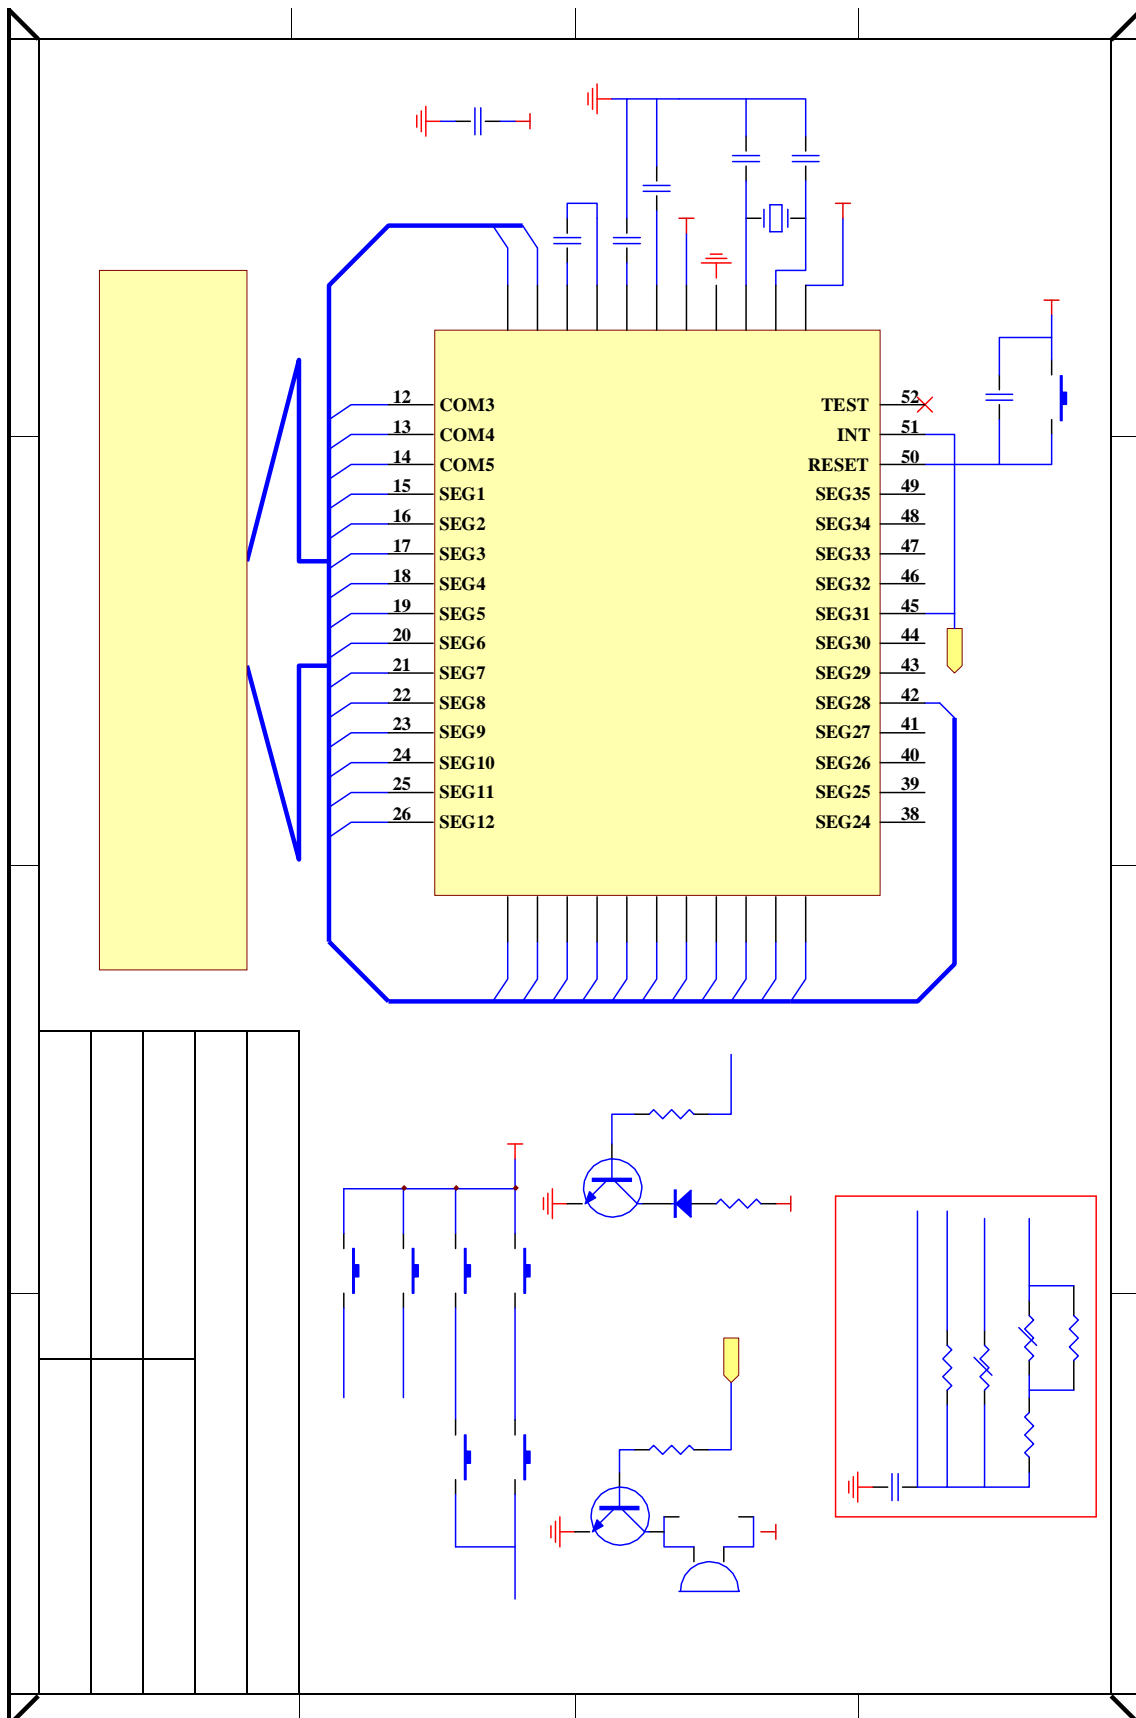 12 COM3
13 COM4
14 COM5
15 SEG1
16 SEG2
17 SEG3
18 SEG4
19 SEG5
20 SEG6
21 SEG7
22 SEG8
23 SEG9
24 SEG10
25 SEG11
26 SEG12
TEST 52
INT 51
RESET 50
SEG35 49
SEG34 48
SEG33 47
SEG32 46
SEG31 45
SEG30 44
SEG29 43
SEG28 42
SEG27 41
SEG26 40
SEG25 39
SEG24 38